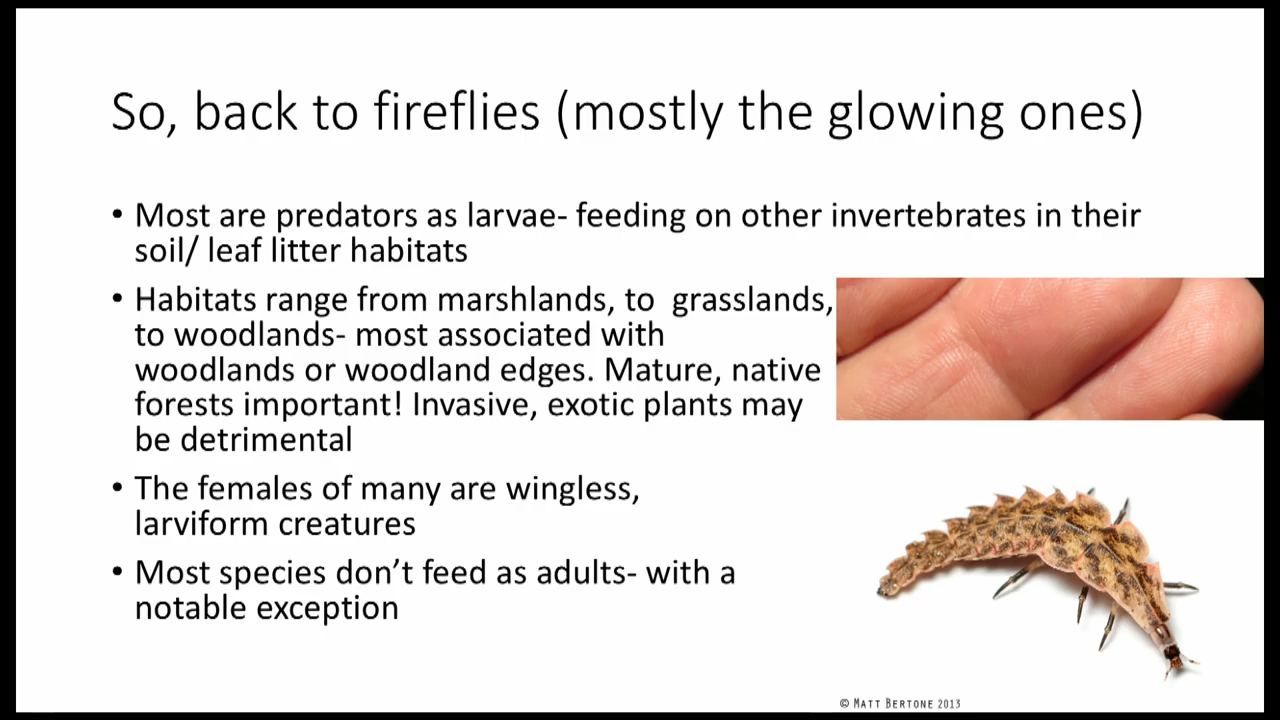 So, back to fireflies (mostly the glowing ones)
• Most are predators as larvae- feeding on other invertebrates in their
soil/ leaf litter habitats
• Habitats range from marshlands, to  grasslands,
to woodlands- most associated with
woodlands or woodland edges. Mature, native
forests important! Invasive, exotic plants may
be detrimental
• The females of many are wingless,
larviform creatures
• Most species don’t feed as adults- with a
notable exception
© MATT BERTONE 2013